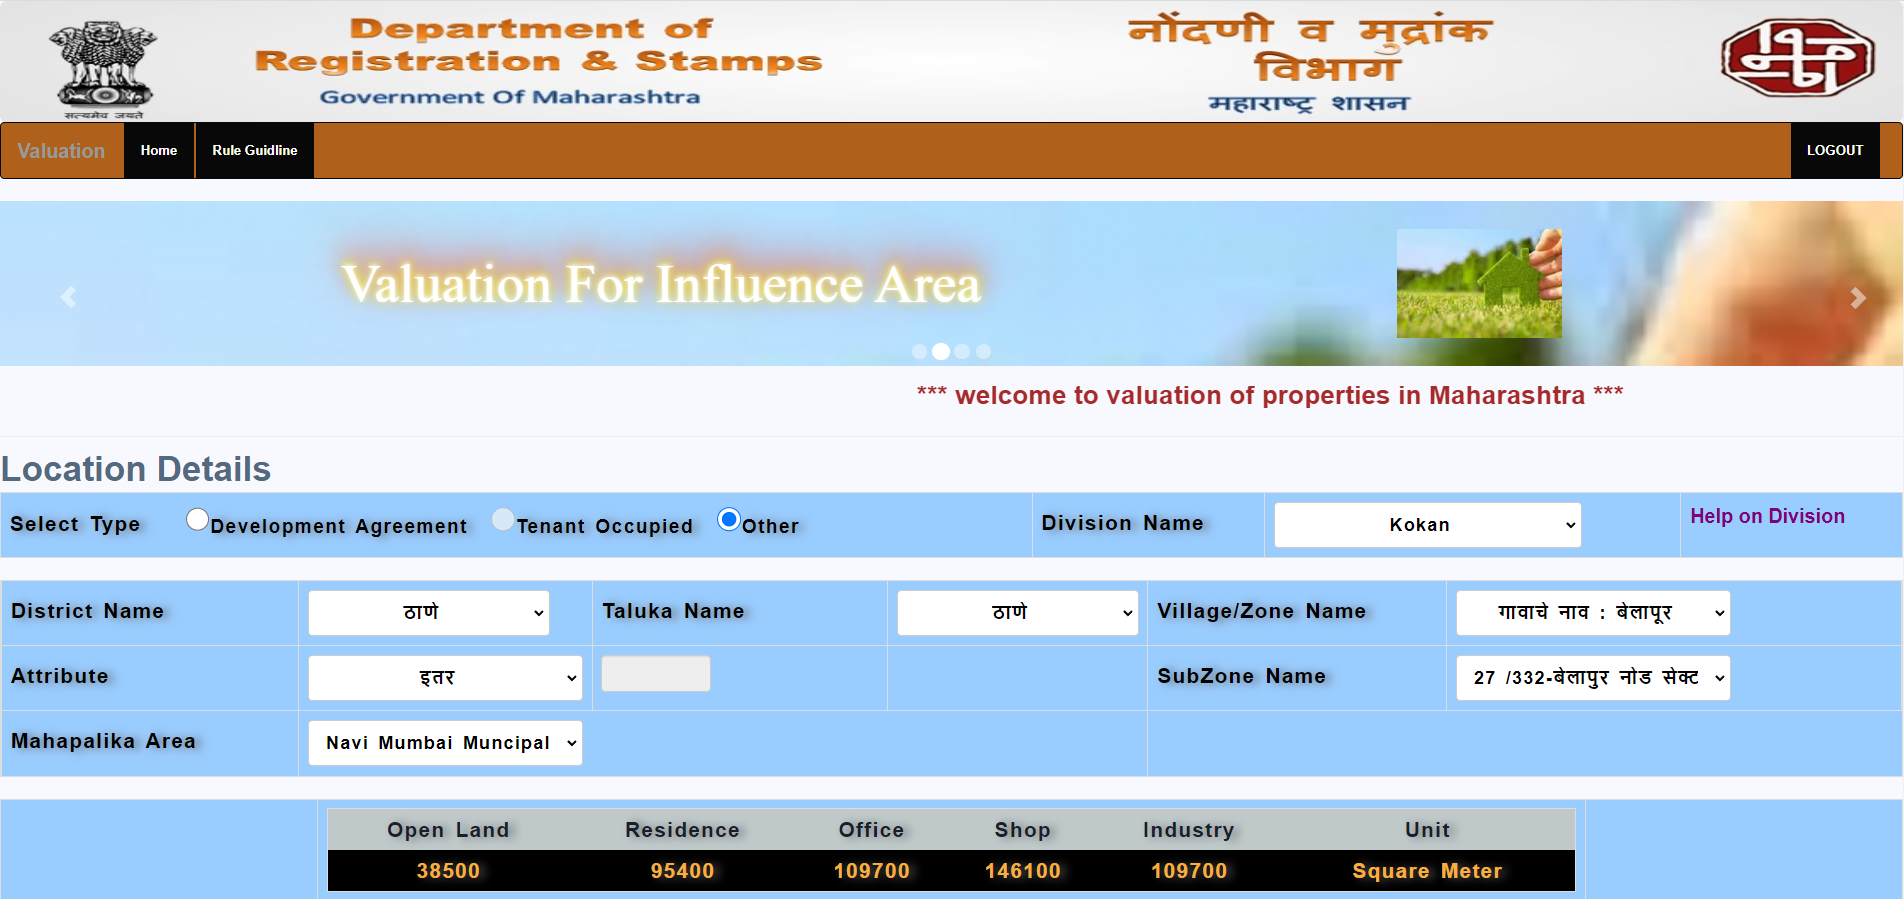 Department of
Registration & Stamps
Government Of Maharashtra
नोंदणी व मुद्रांक
विभाग
महाराष्ट्र शासन
सत्यमेव जयते
Valuation Home Rule Guidline LOGOUT
Valuation For Influence Area
*** welcome to valuation of properties in Maharashtra ***
Location Details
Select Type Development Agreement Tenant Occupied Other Division Name Kokan Help on Division
District Name ठाणे Taluka Name ठाणे Village/Zone Name गावाचे नाव : बेलापूर
Attribute इतर SubZone Name 27 /332-बेलापुर नोड सेक्ट
Mahapalika Area Navi Mumbai Muncipal
Open Land Residence Office Shop Industry Unit
38500 95400 109700 146100 109700 Square Meter